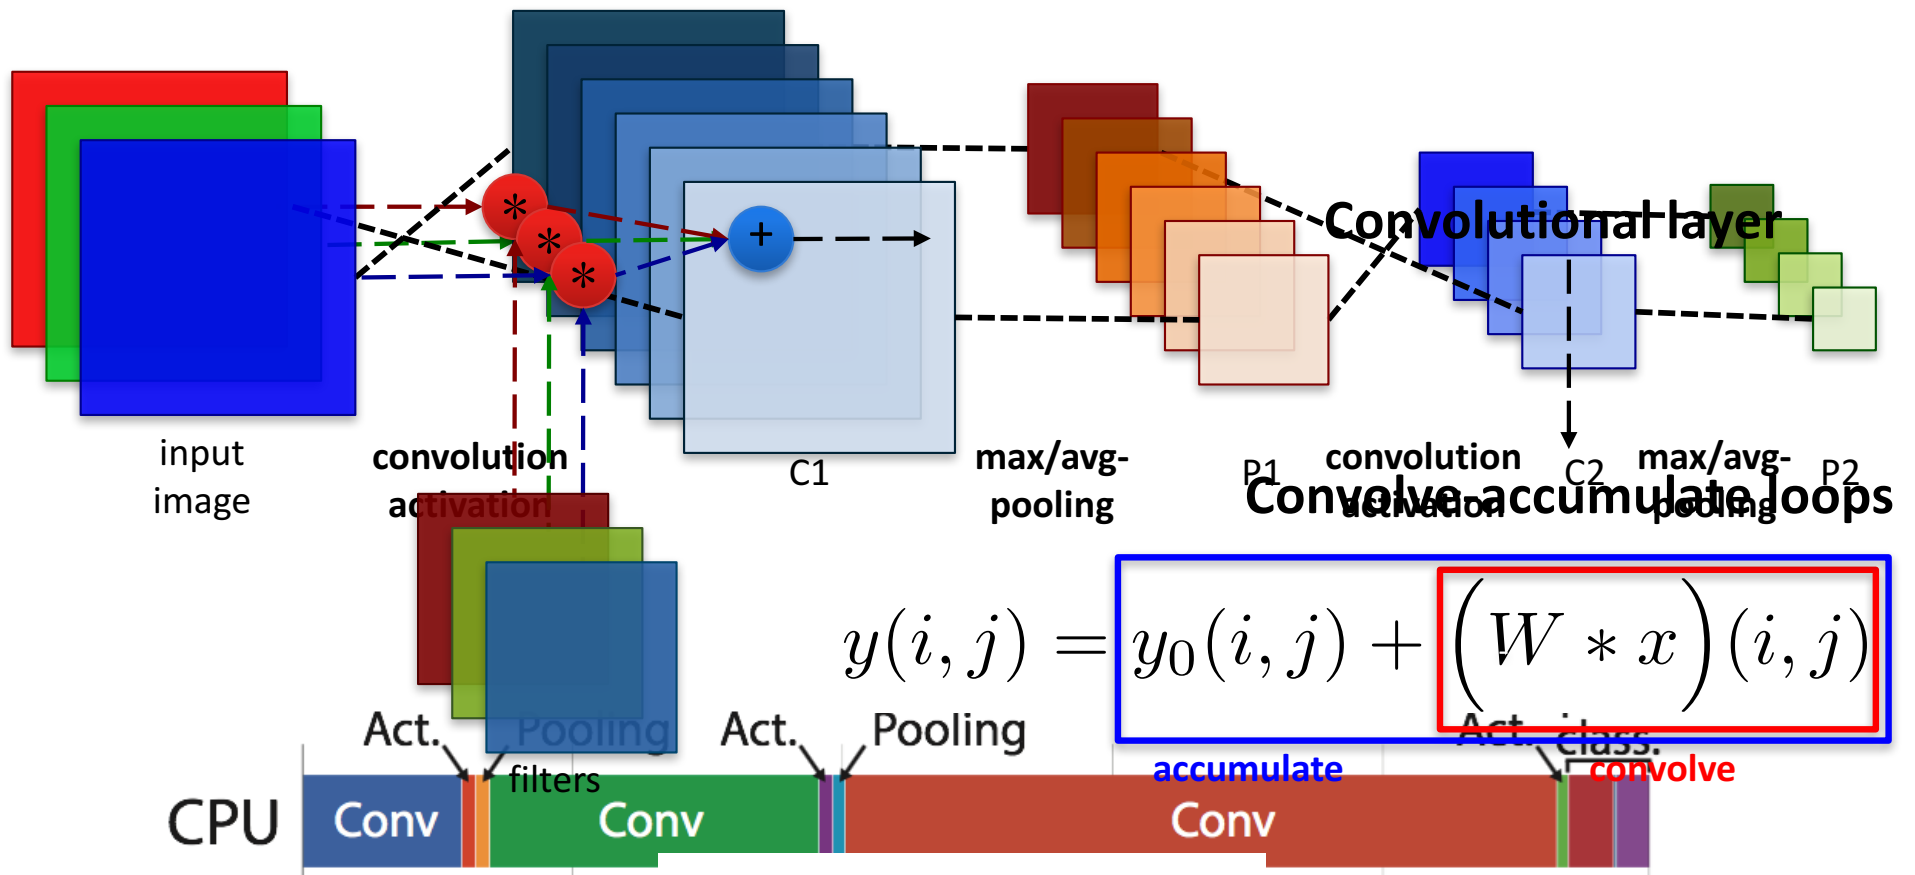 Convolutional layer
*
*
*
+
input
image
convolution
activation
C1
max/avg-
pooling
P1
convolution
activation
C2
max/avg-
pooling
P2
Convolve-accumulate loops
y(i, j) = y₀(i, j) + (W * x)(i, j)
accumulate
convolve
filters
Act.
Pooling
Act.
Pooling
Act.
class.
CPU
Conv
Conv
Conv